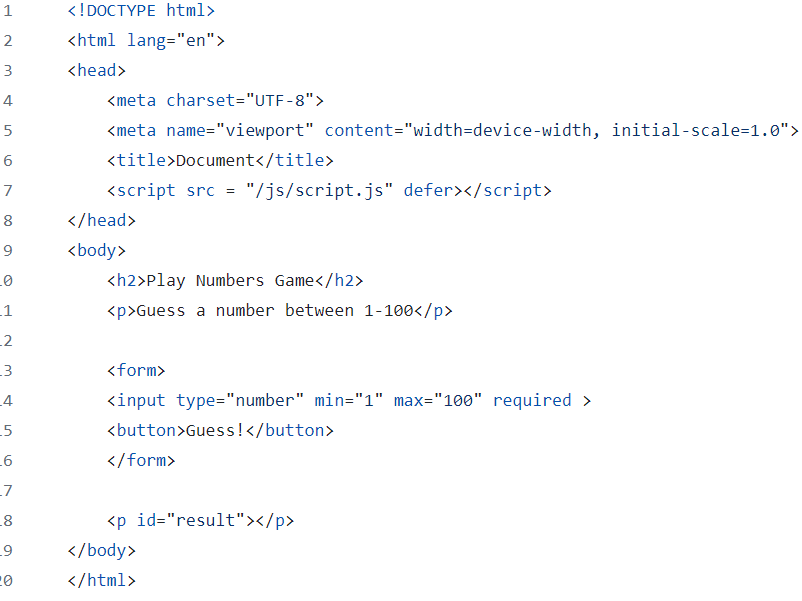 1 <!DOCTYPE html>
2 <html lang="en">
3 <head>
4 <meta charset="UTF-8">
5 <meta name="viewport" content="width=device-width, initial-scale=1.0">
6 <title>Document</title>
7 <script src = "/js/script.js" defer></script>
8 </head>
9 <body>
10 <h2>Play Numbers Game</h2>
11 <p>Guess a number between 1-100</p>
12
13 <form>
14 <input type="number" min="1" max="100" required >
15 <button>Guess!</button>
16 </form>
17
18 <p id="result"></p>
19 </body>
20 </html>